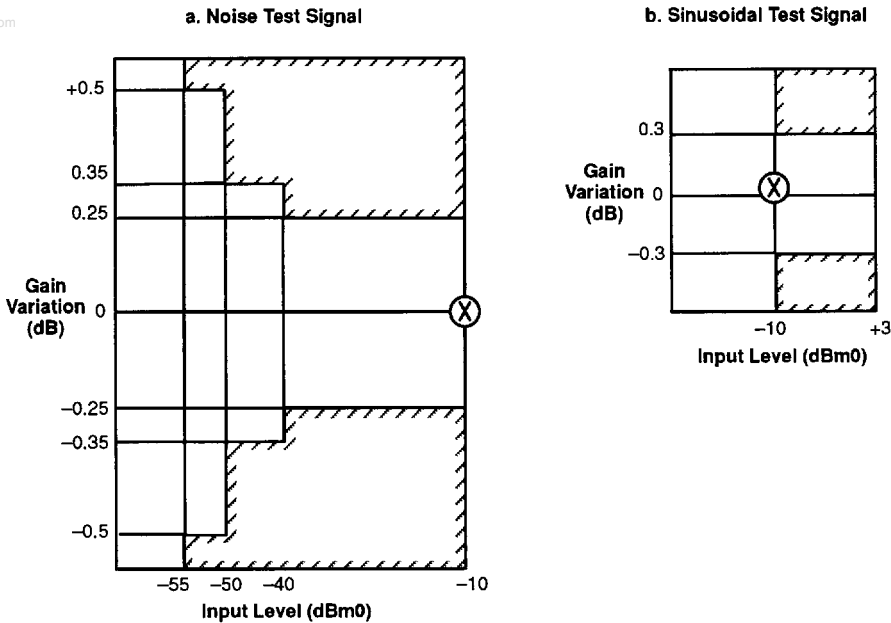 om
a. Noise Test Signal
+0.5
0.35
0.25
Gain
Variation
(dB)
0
−0.25
−0.35
−0.5
−55 −50 −40 −10
Input Level (dBm0)
X
b. Sinusoidal Test Signal
0.3
Gain
Variation
(dB)
0
−0.3
−10 +3
Input Level (dBm0)
X